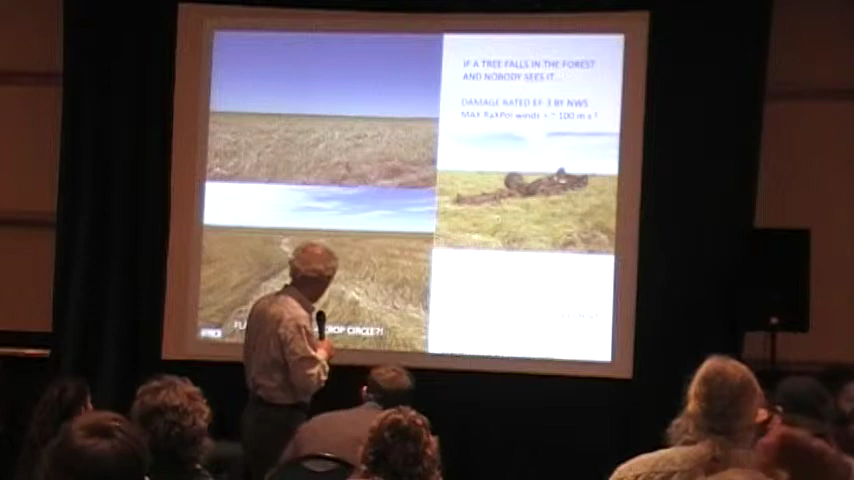 IF A TREE FALLS IN THE FOREST
AND NOBODY SEES IT...
DAMAGE RATED EF-3 BY NWS
MAX RaXPol winds = ~ 100 m s⁻¹
CROP CIRCLE?!